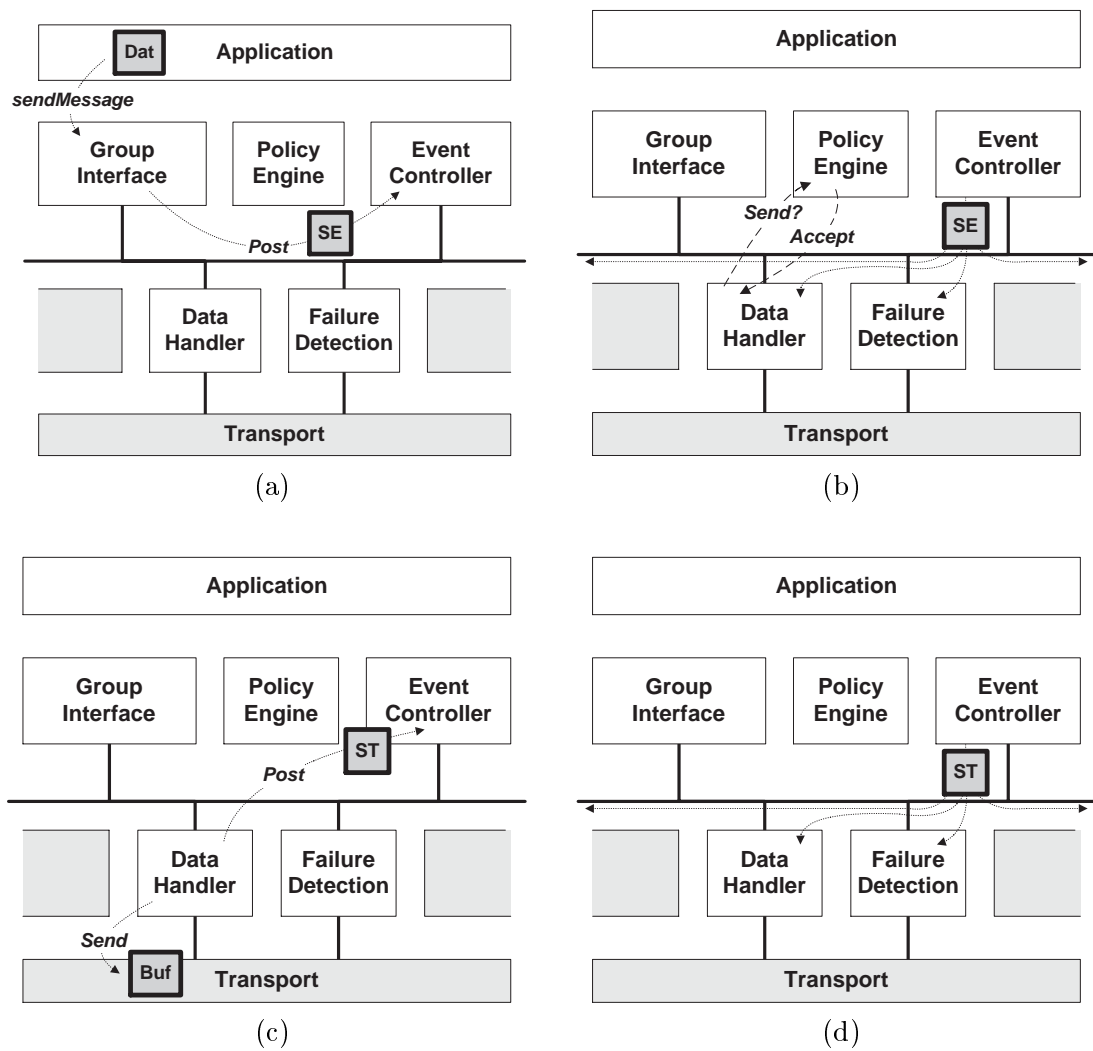 Dat
Application
sendMessage
Group
Interface
Policy
Engine
Event
Controller
SE
Post
Data
Handler
Failure
Detection
Transport
(a)
Application
Group
Interface
Policy
Engine
Event
Controller
Send?
SE
Accept
Data
Handler
Failure
Detection
Transport
(b)
Application
Group
Interface
Policy
Engine
Event
Controller
ST
Post
Data
Handler
Failure
Detection
Send
Buf
Transport
(c)
Application
Group
Interface
Policy
Engine
Event
Controller
ST
Data
Handler
Failure
Detection
Transport
(d)